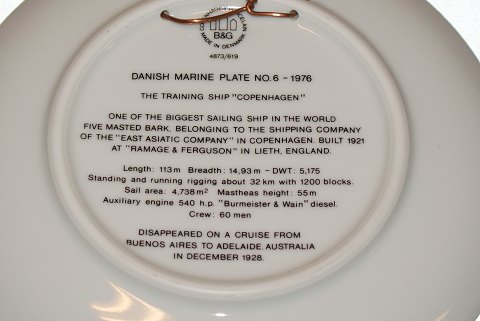 COPENHAGEN PORCELAIN
B&G
MADE IN DENMARK
4873/619
DANISH MARINE PLATE NO. 6 - 1976
THE TRAINING SHIP "COPENHAGEN"
ONE OF THE BIGGEST SAILING SHIP IN THE WORLD
FIVE MASTED BARK, BELONGING TO THE SHIPPING COMPANY
OF THE "EAST ASIATIC COMPANY" IN COPENHAGEN. BUILT 1921
AT "RAMAGE & FERGUSON" IN LIETH, ENGLAND.
Length: 113 m Breadth: 14,93 m - DWT: 5,175
Standing and running rigging about 32 km with 1200 blocks.
Sail area: 4,738 m² Mastheas height: 55 m
Auxiliary engine 540 h.p. "Burmeister & Wain" diesel.
Crew: 60 men
DISAPPEARED ON A CRUISE FROM
BUENOS AIRES TO ADELAIDE. AUSTRALIA
IN DECEMBER 1928.